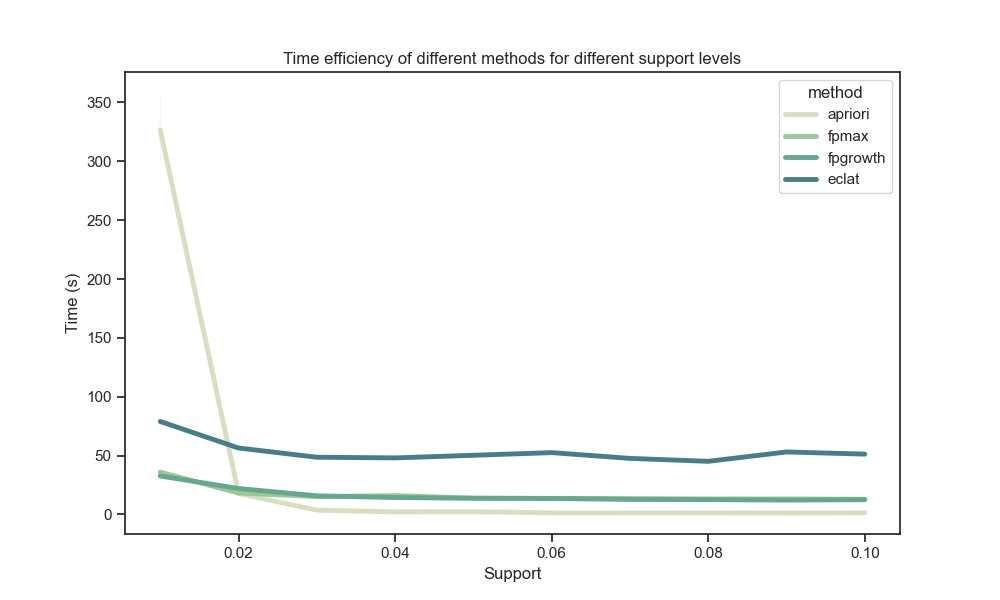 Time efficiency of different methods for different support levels
method
apriori
fpmax
fpgrowth
eclat
Time (s)
350
300
250
200
150
100
50
0
0.02
0.04
0.06
0.08
0.10
Support